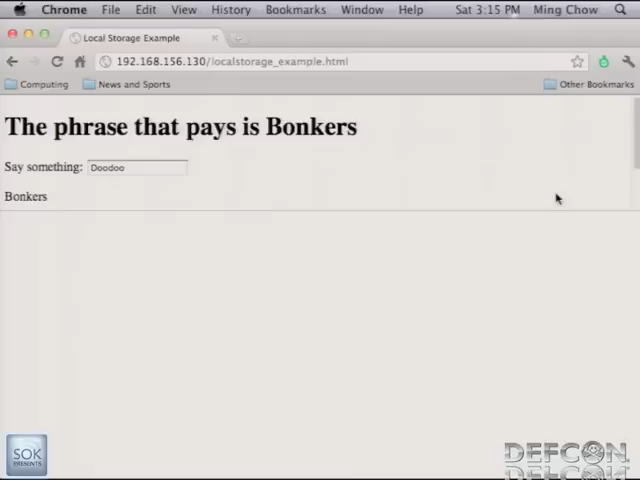 Chrome File Edit View History Bookmarks Window Help Sat 3:15 PM Ming Chow
Local Storage Example
192.168.156.130/localstorage_example.html
Computing News and Sports Other Bookmarks
The phrase that pays is Bonkers
Say something: Doodoo
Bonkers
SOK
PRESENTS
DEFCON